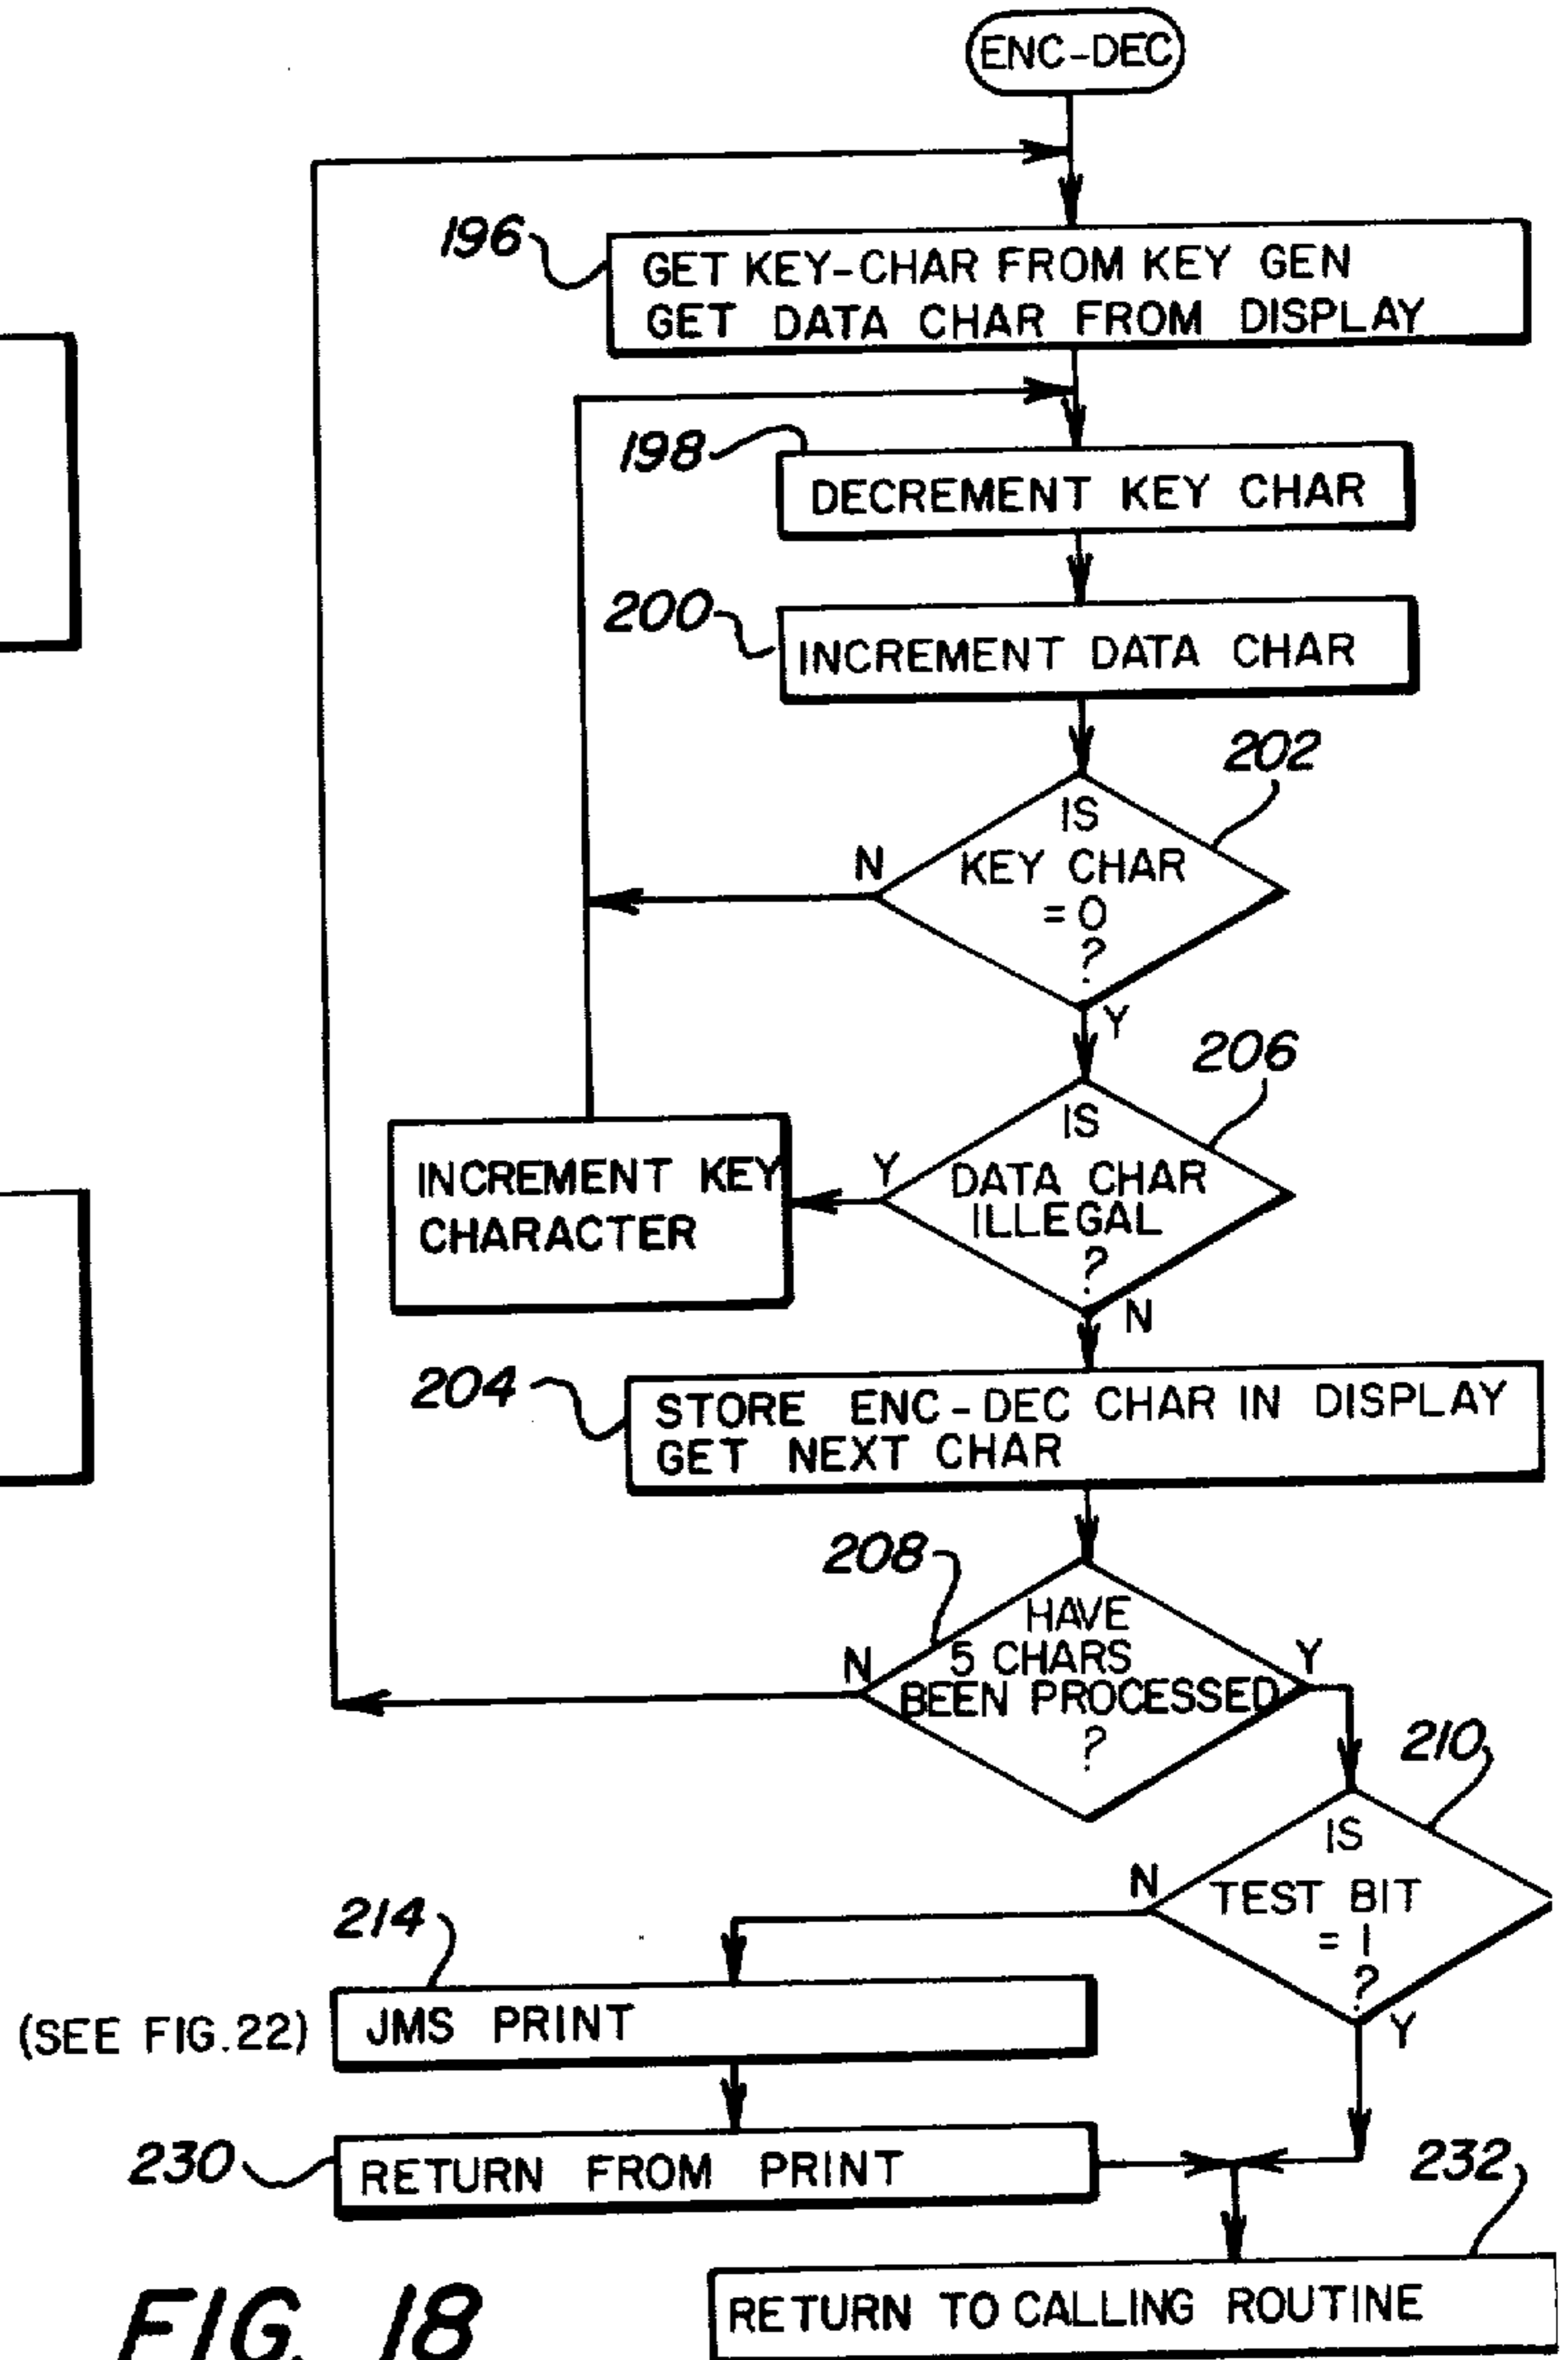 ENC-DEC
196
GET KEY-CHAR FROM KEY GEN
GET DATA CHAR FROM DISPLAY
198
DECREMENT KEY CHAR
200
INCREMENT DATA CHAR
202
IS
KEY CHAR
=0
?
N
Y
206
IS
DATA CHAR
ILLEGAL
?
Y
N
INCREMENT KEY
CHARACTER
204
STORE ENC-DEC CHAR IN DISPLAY
GET NEXT CHAR
208
HAVE
5 CHARS
BEEN PROCESSED
?
N
Y
210
IS
TEST BIT
=1
?
N
Y
214
(SEE FIG.22)
JMS PRINT
230
RETURN FROM PRINT
232
RETURN TO CALLING ROUTINE
FIG. 18